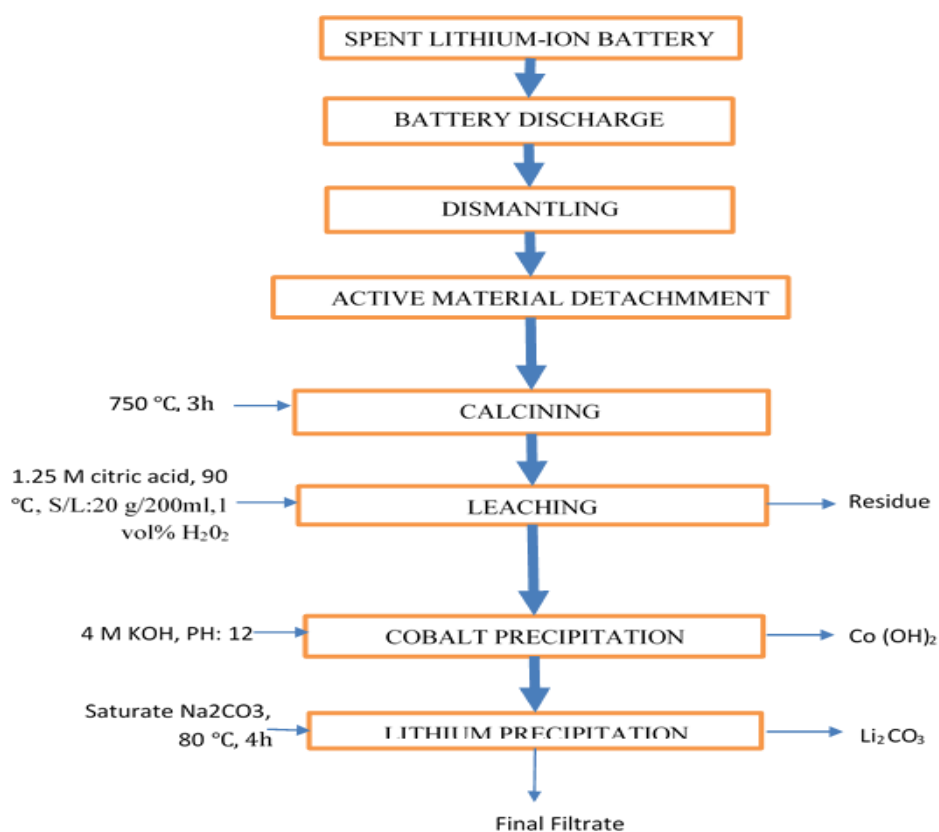 SPENT LITHIUM-ION BATTERY
BATTERY DISCHARGE
DISMANTLING
ACTIVE MATERIAL DETACHMMENT
750 °C, 3h
CALCINING
1.25 M citric acid, 90
°C, S/L:20 g/200ml,1
vol% H₂0₂
LEACHING
Residue
4 M KOH, PH: 12
COBALT PRECIPITATION
Co (OH)₂
Saturate Na2CO3,
80 °C, 4h
LITHIUM PRECIPITATION
Li₂CO₃
Final Filtrate